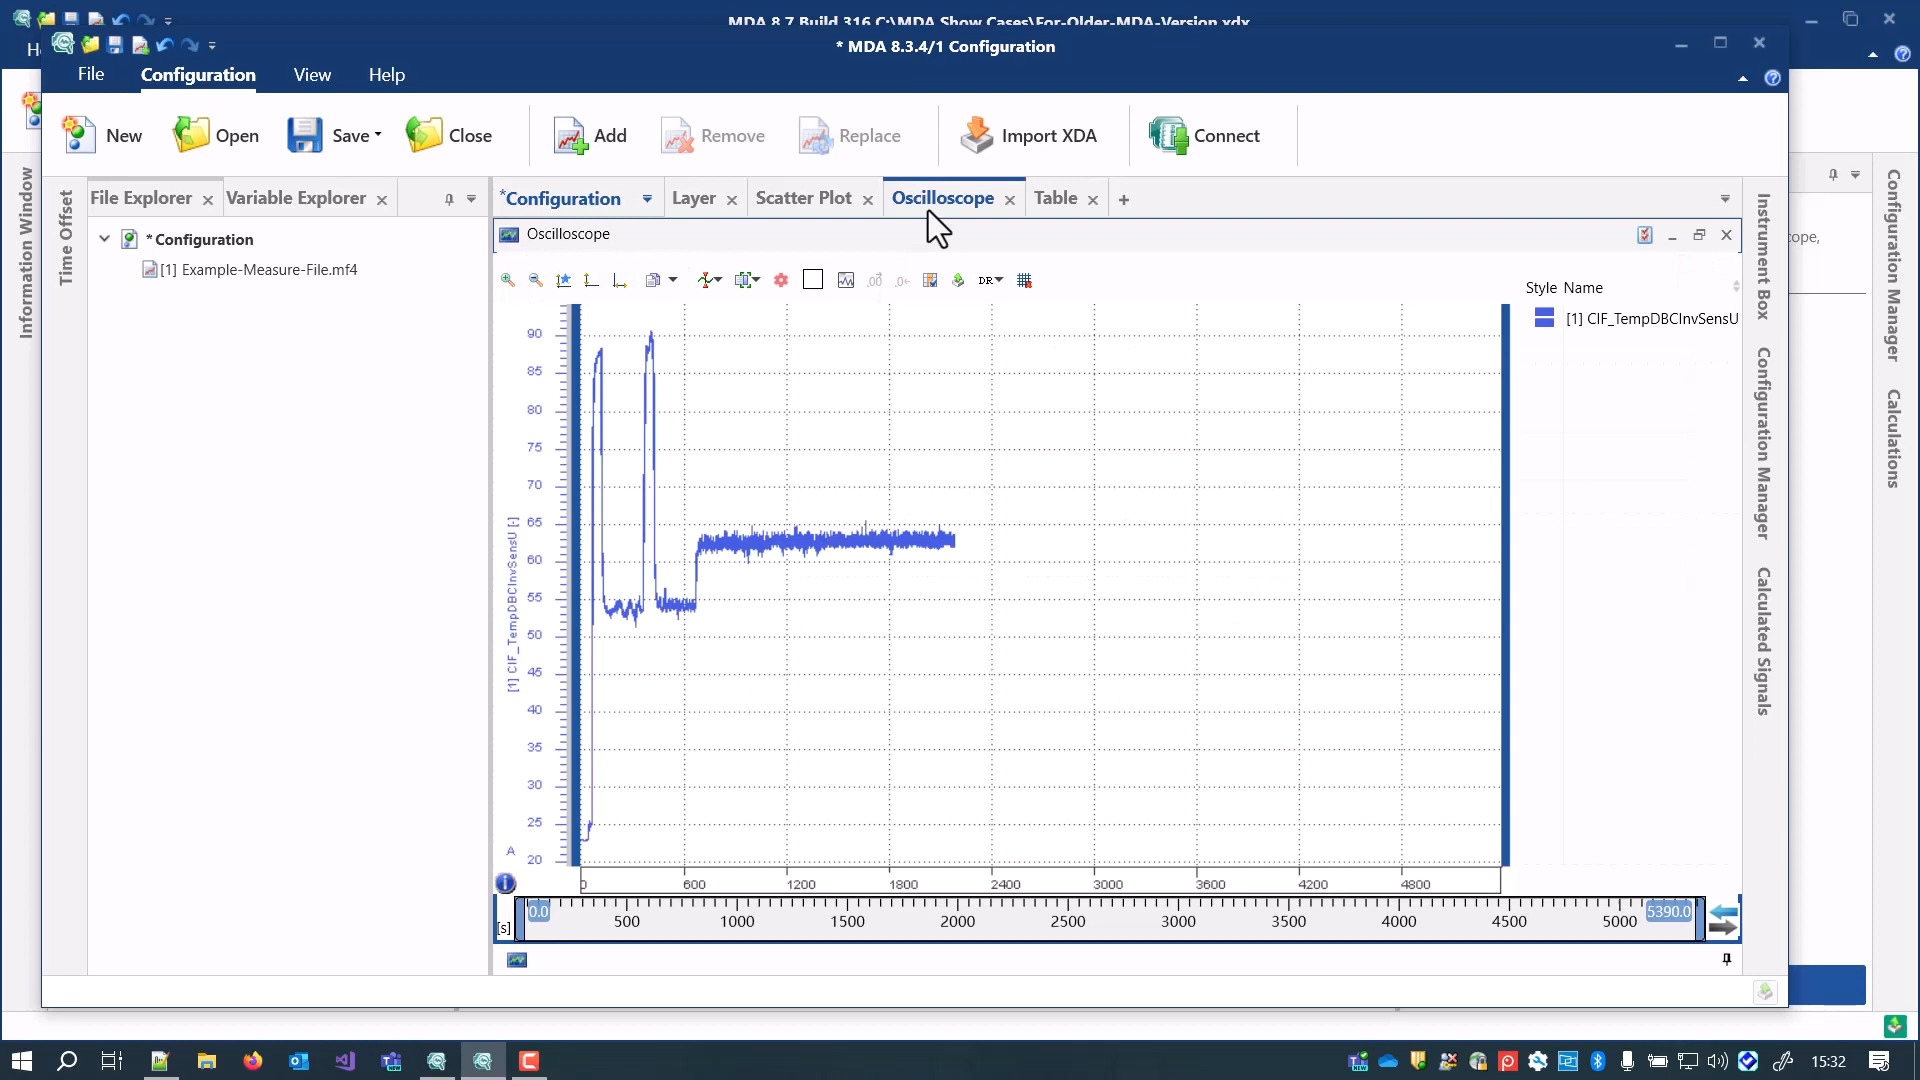 MDA 8.7 Build 316 C:\MDA Show Cases\For-Older-MDA-Version.xdx
* MDA 8.3.4/1 Configuration
File
Configuration
View
Help
New
Open
Save
Close
Add
Remove
Replace
Import XDA
Connect
Information Window
Time Offset
File Explorer
Variable Explorer
* Configuration
[1] Example-Measure-File.mf4
*Configuration
Layer
Scatter Plot
Oscilloscope
Table
Oscilloscope
DR
Style Name
[1] CIF_TempDBCInvSensU
[1] CIF_TempDBCInvSensU [-]
90
85
80
75
70
65
60
55
50
45
40
35
30
25
20
A
0 600 1200 1800 2400 3000 3600 4200 4800
[s] 0.0 500 1000 1500 2000 2500 3000 3500 4000 4500 5000 5390.0
Instrument Box
Configuration Manager
Calculated Signals
ope,
Configuration Manager
Calculations
15:32